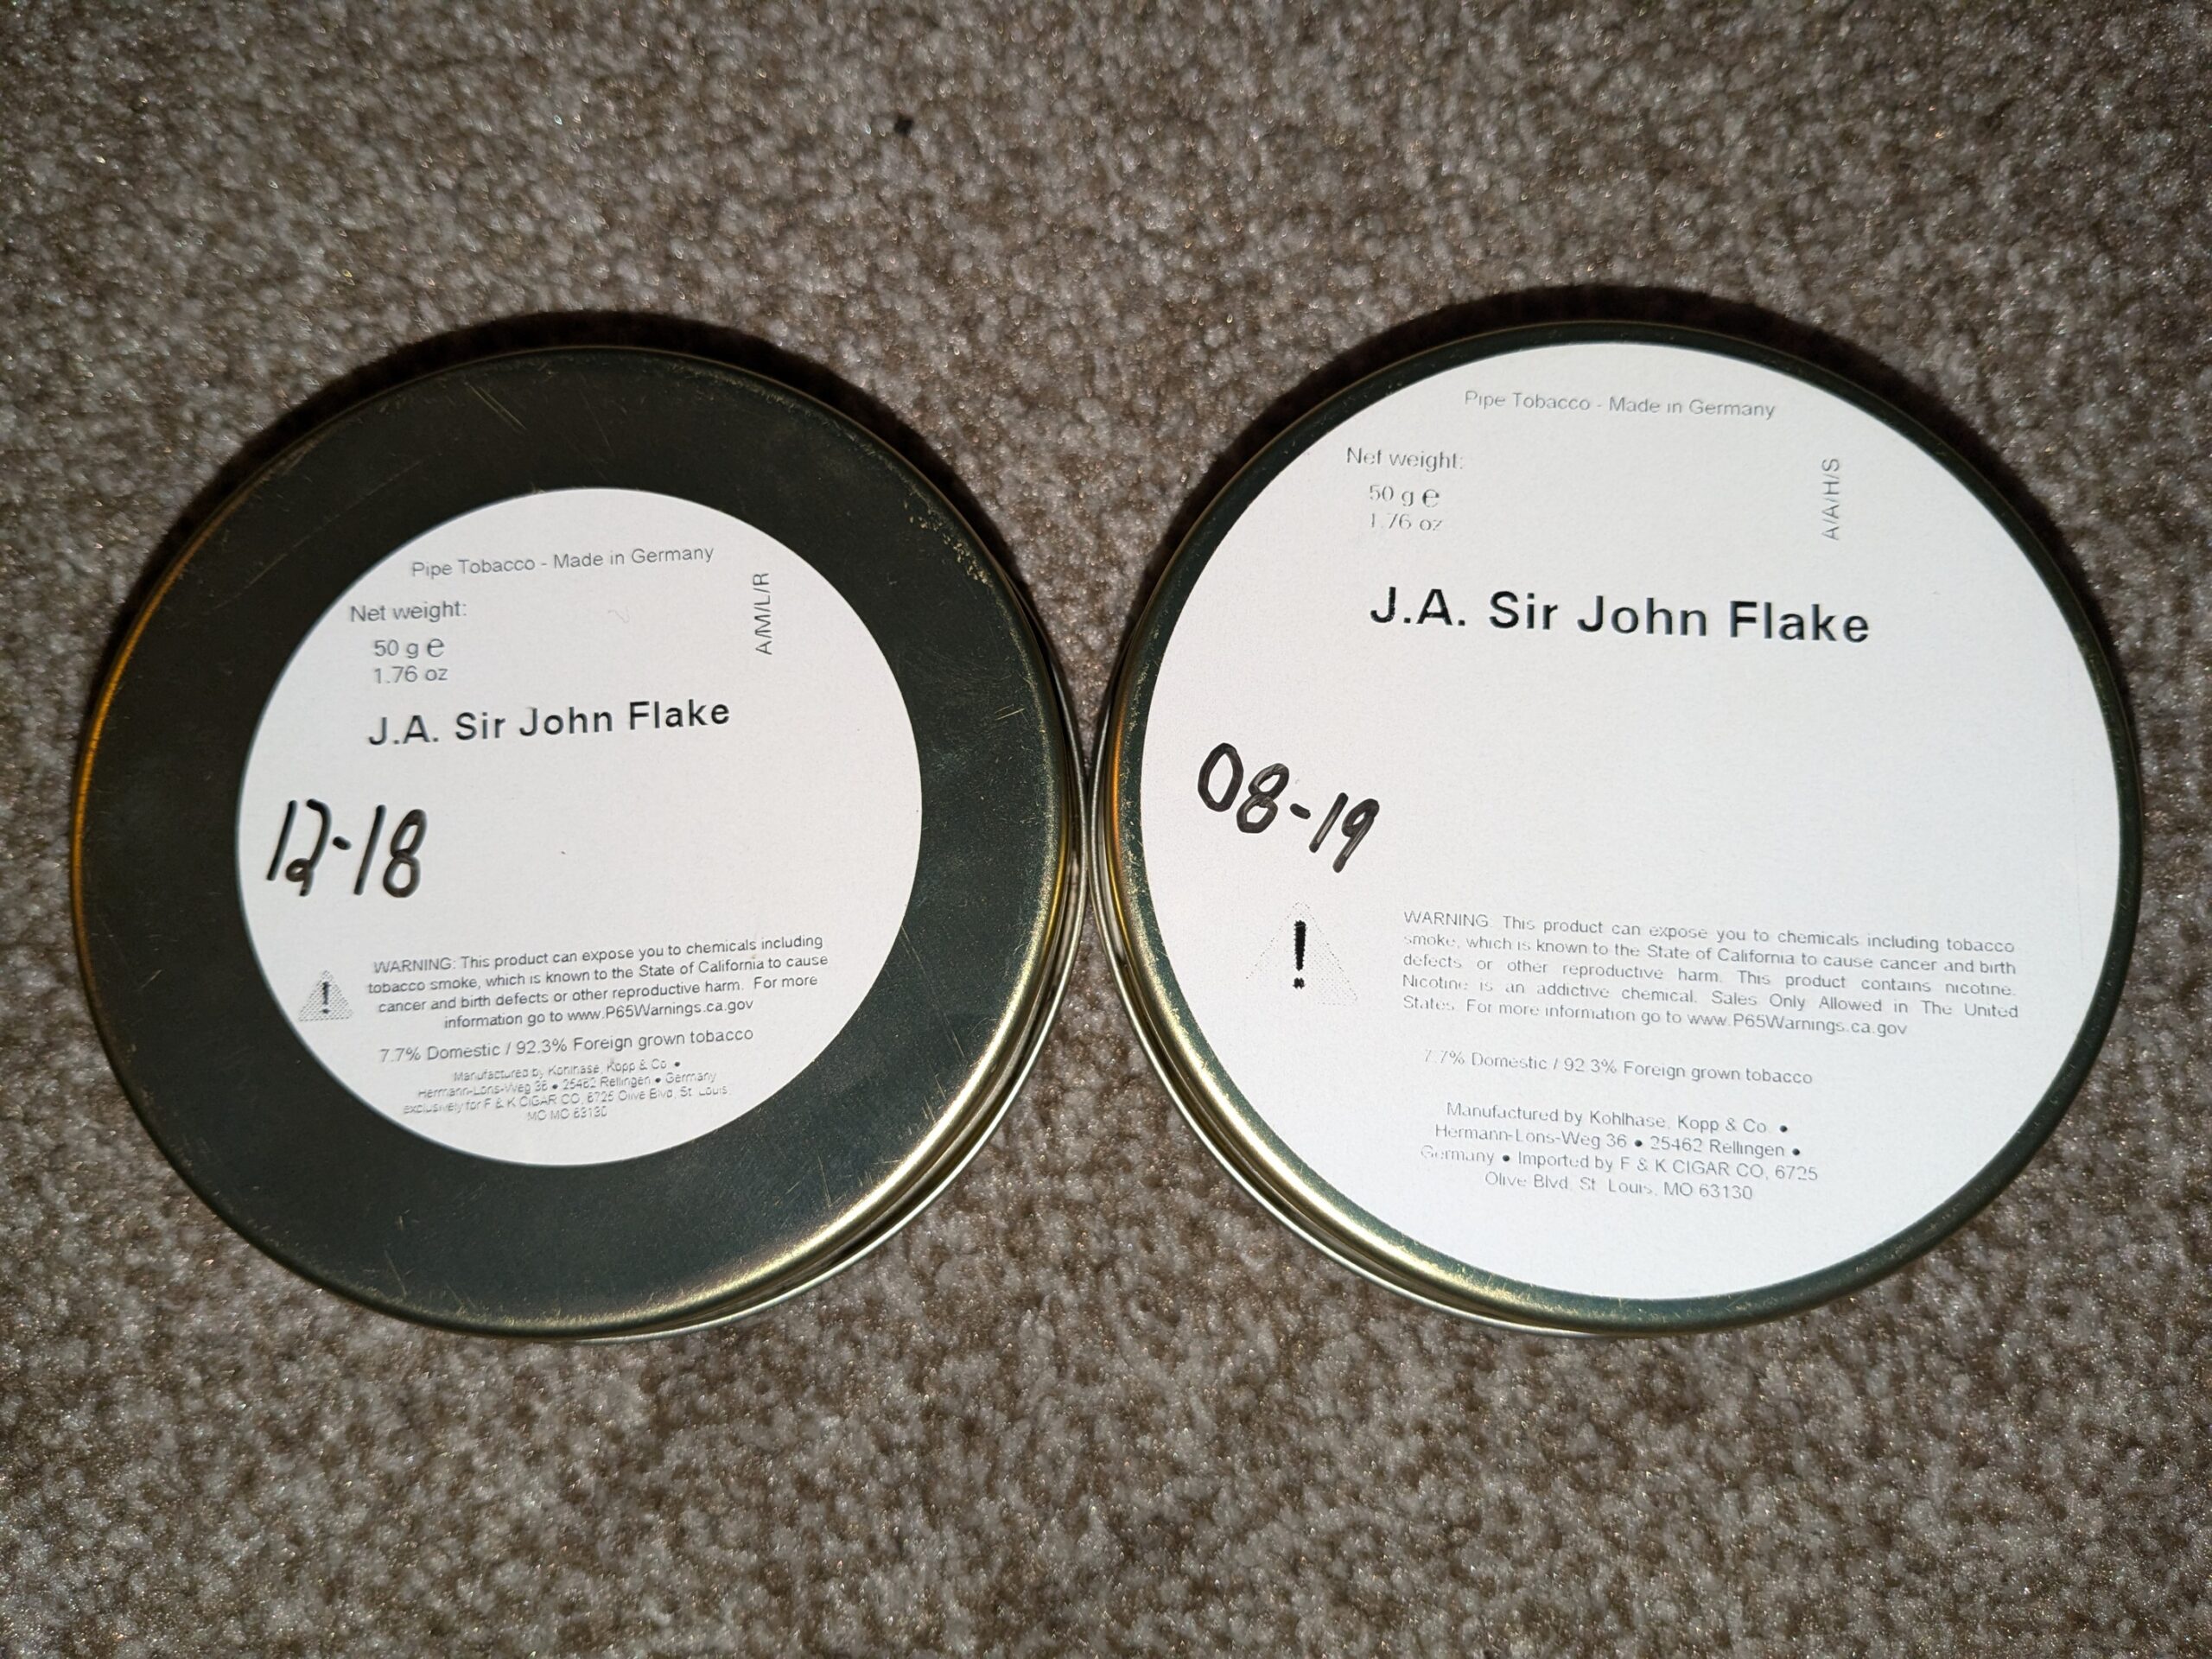 Pipe Tobacco - Made in Germany
Net weight:
50 g e
1.76 oz
A/M/L/R
J.A. Sir John Flake
12-18
WARNING: This product can expose you to chemicals including
tobacco smoke, which is known to the State of California to cause
cancer and birth defects or other reproductive harm. For more
information go to www.P65Warnings.ca.gov
7.7% Domestic / 92.3% Foreign grown tobacco
Manufactured by Kohlhase, Kopp & Co. •
Hermann-Lons-Weg 36 • 25462 Rellingen • Germany
exclusively for F & K CIGAR CO, 6725 Olive Blvd, St. Louis,
MO MO 63130
Pipe Tobacco - Made in Germany
Net weight:
50 g e
1.76 oz
A/A/H/S
J.A. Sir John Flake
08-19
WARNING This product can expose you to chemicals including tobacco
smoke, which is known to the State of California to cause cancer and birth
defects or other reproductive harm. This product contains nicotine.
Nicotine is an addictive chemical. Sales Only Allowed in The United
States. For more information go to www.P65Warnings.ca.gov
7.7% Domestic / 92.3% Foreign grown tobacco
Manufactured by Kohlhase, Kopp & Co. •
Hermann-Lons-Weg 36 • 25462 Rellingen •
Germany • Imported by F & K CIGAR CO, 6725
Olive Blvd. St. Louis, MO 63130